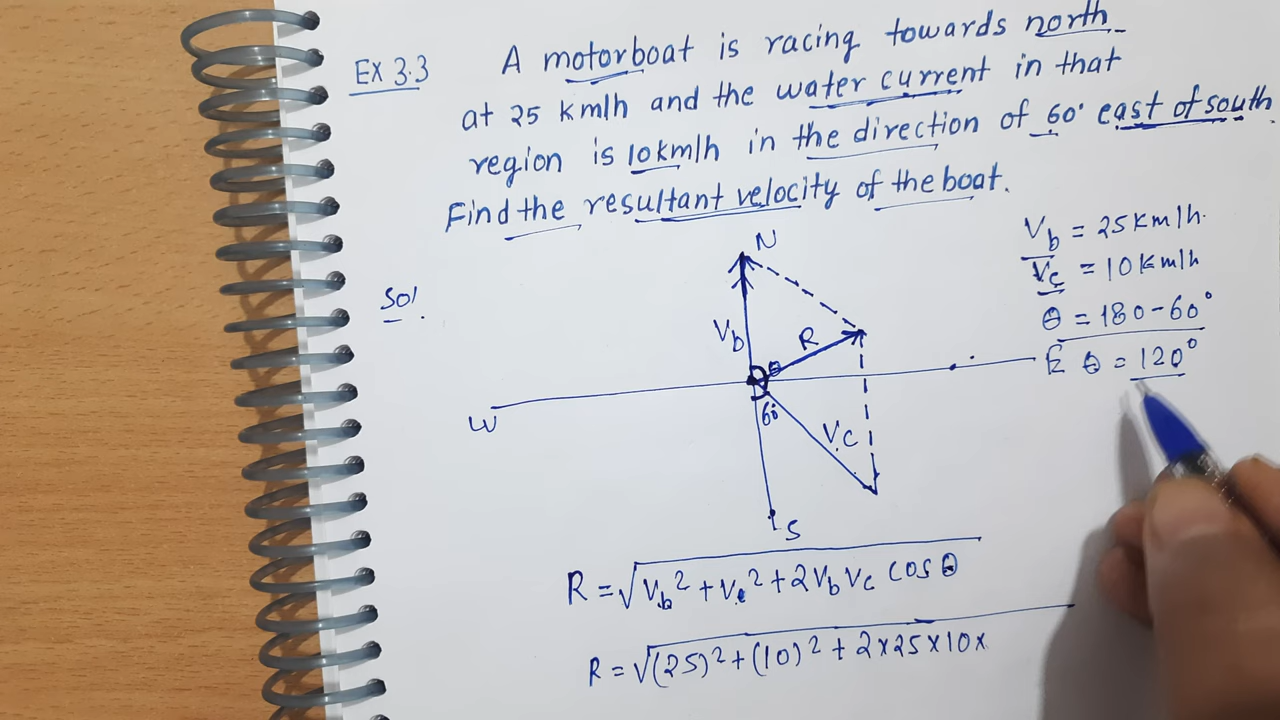 EX 3.3 A motorboat is racing towards north
at 25 km/h and the water current in that
region is 10km/h in the direction of 60° east of south.
Find the resultant velocity of the boat.
Sol.
N
Vb
R
θ
W
E
60°
Vc
S
Vb = 25 km/h.
Vc = 10 km/h
θ = 180-60°
θ = 120°
R = √Vb² + Vc² + 2VbVc cos θ
R = √(25)² + (10)² + 2×25×10×